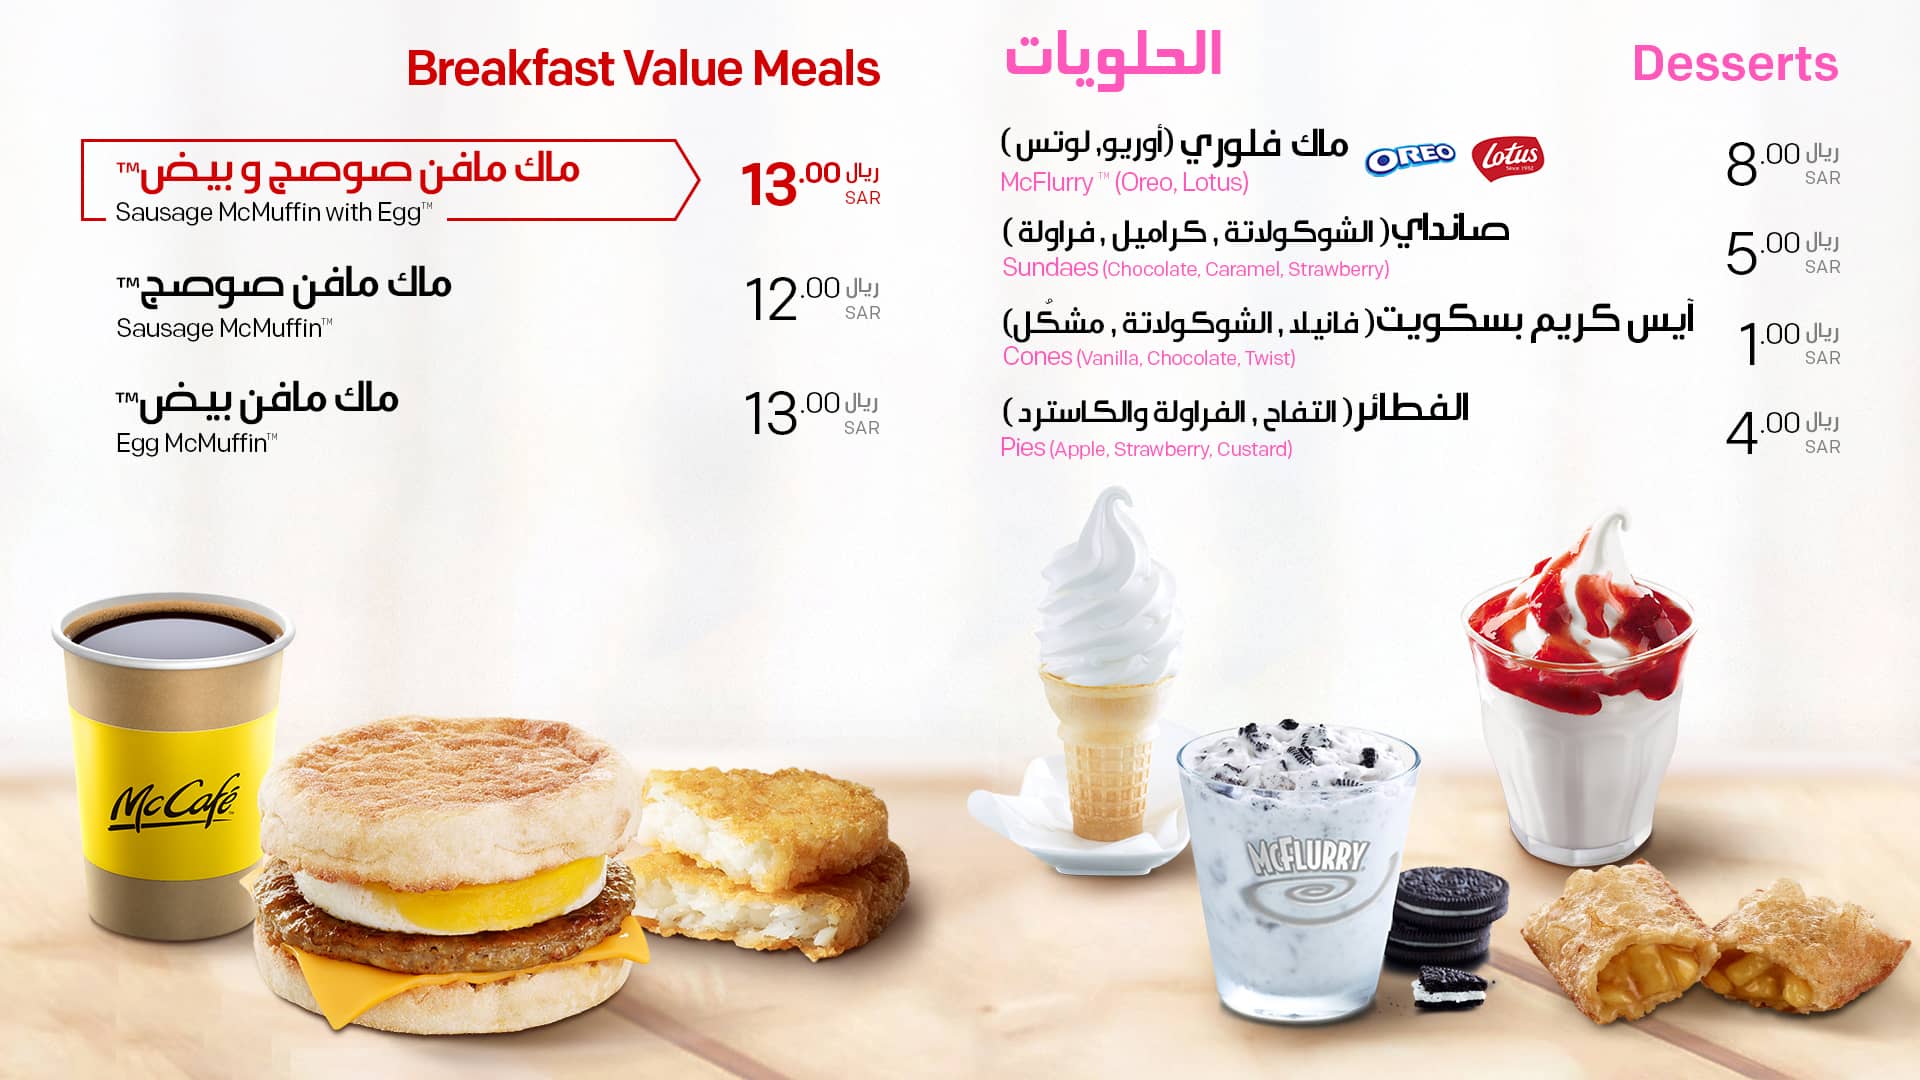 Breakfast Value Meals
ماك مافن صوصج و بيض™
Sausage McMuffin with Egg™
13.00 ريال
SAR
ماك مافن صوصج™
Sausage McMuffin™
12.00 ريال
SAR
ماك مافن بيض™
Egg McMuffin™
13.00 ريال
SAR
الحلويات
Desserts
ماك فلوري (أوريو, لوتس )
OREO
Lotus
Since 1932
McFlurry™ (Oreo, Lotus)
8.00 ريال
SAR
صانداي( الشوكولاتة , كراميل , فراولة )
Sundaes (Chocolate, Caramel, Strawberry)
5.00 ريال
SAR
آيس كريم بسكويت( فانيلا , الشوكولاتة , مشكُل)
Cones (Vanilla, Chocolate, Twist)
1.00 ريال
SAR
الفطائر( التفاح , الفراولة والكاسترد )
Pies (Apple, Strawberry, Custard)
4.00 ريال
SAR
McCafé
McFLURRY